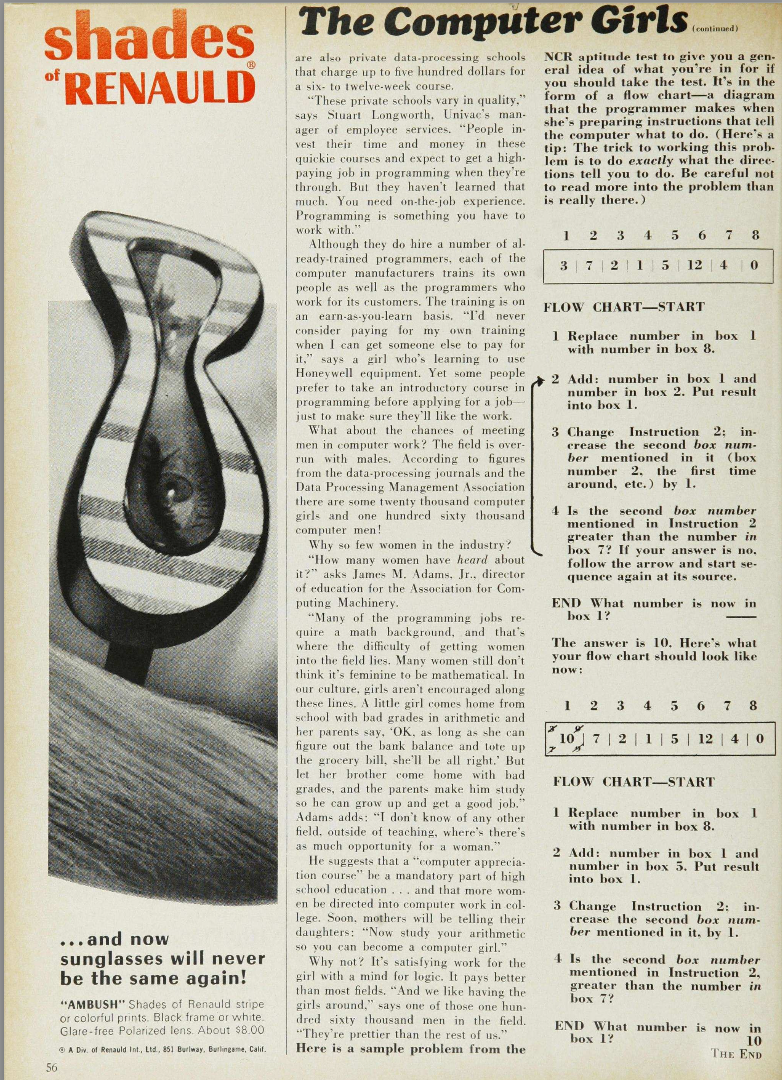 shades
of RENAULD®
...and now
sunglasses will never
be the same again!
"AMBUSH" Shades of Renauld stripe
or colorful prints. Black frame or white.
Glare-free Polarized lens. About $8.00
® A Div. of Renauld Int., Ltd., 851 Burlway, Burlingame, Calif.
56
The Computer Girls (continued)
are also private data-processing schools
that charge up to five hundred dollars for
a six- to twelve-week course.
"These private schools vary in quality,"
says Stuart Longworth, Univac's man-
ager of employee services. "People in-
vest their time and money in these
quickie courses and expect to get a high-
paying job in programming when they're
through. But they haven't learned that
much. You need on-the-job experience.
Programming is something you have to
work with."
Although they do hire a number of al-
ready-trained programmers, each of the
computer manufacturers trains its own
people as well as the programmers who
work for its customers. The training is on
an earn-as-you-learn basis. "I'd never
consider paying for my own training
when I can get someone else to pay for
it," says a girl who's learning to use
Honeywell equipment. Yet some people
prefer to take an introductory course in
programming before applying for a job—
just to make sure they'll like the work.
What about the chances of meeting
men in computer work? The field is over-
run with males. According to figures
from the data-processing journals and the
Data Processing Management Association
there are some twenty thousand computer
girls and one hundred sixty thousand
computer men!
Why so few women in the industry?
"How many women have heard about
it?" asks James M. Adams, Jr., director
of education for the Association for Com-
puting Machinery.
"Many of the programming jobs re-
quire a math background, and that's
where the difficulty of getting women
into the field lies. Many women still don't
think it's feminine to be mathematical. In
our culture, girls aren't encouraged along
these lines. A little girl comes home from
school with bad grades in arithmetic and
her parents say, 'OK, as long as she can
figure out the bank balance and tote up
the grocery bill, she'll be all right.' But
let her brother come home with bad
grades, and the parents make him study
so he can grow up and get a good job."
Adams adds: "I don't know of any other
field, outside of teaching, where's there's
as much opportunity for a woman."
He suggests that a "computer apprecia-
tion course" be a mandatory part of high
school education . . . and that more wom-
en be directed into computer work in col-
lege. Soon, mothers will be telling their
daughters: "Now study your arithmetic
so you can become a computer girl."
Why not? It's satisfying work for the
girl with a mind for logic. It pays better
than most fields. "And we like having the
girls around," says one of those one hun-
dred sixty thousand men in the field.
"They're prettier than the rest of us."
Here is a sample problem from the
NCR aptitude test to give you a gen-
eral idea of what you're in for if
you should take the test. It's in the
form of a flow chart—a diagram
that the programmer makes when
she's preparing instructions that tell
the computer what to do. (Here's a
tip: The trick to working this prob-
lem is to do exactly what the direc-
tions tell you to do. Be careful not
to read more into the problem than
is really there.)
1 2 3 4 5 6 7 8
3 | 7 | 2 | 1 | 5 | 12 | 4 | 0
FLOW CHART—START
1 Replace number in box 1
with number in box 8.
2 Add: number in box 1 and
number in box 2. Put result
into box 1.
3 Change Instruction 2: in-
crease the second box num-
ber mentioned in it (box
number 2, the first time
around, etc.) by 1.
4 Is the second box number
mentioned in Instruction 2
greater than the number in
box 7? If your answer is no,
follow the arrow and start se-
quence again at its source.
END What number is now in
box 1?
The answer is 10. Here's what
your flow chart should look like
now:
1 2 3 4 5 6 7 8
10 | 7 | 2 | 1 | 5 | 12 | 4 | 0
FLOW CHART—START
1 Replace number in box 1
with number in box 8.
2 Add: number in box 1 and
number in box 5. Put result
into box 1.
3 Change Instruction 2: in-
crease the second box num-
ber mentioned in it, by 1.
4 Is the second box number
mentioned in Instruction 2,
greater than the number in
box 7?
END What number is now in
box 1? 10
THE END